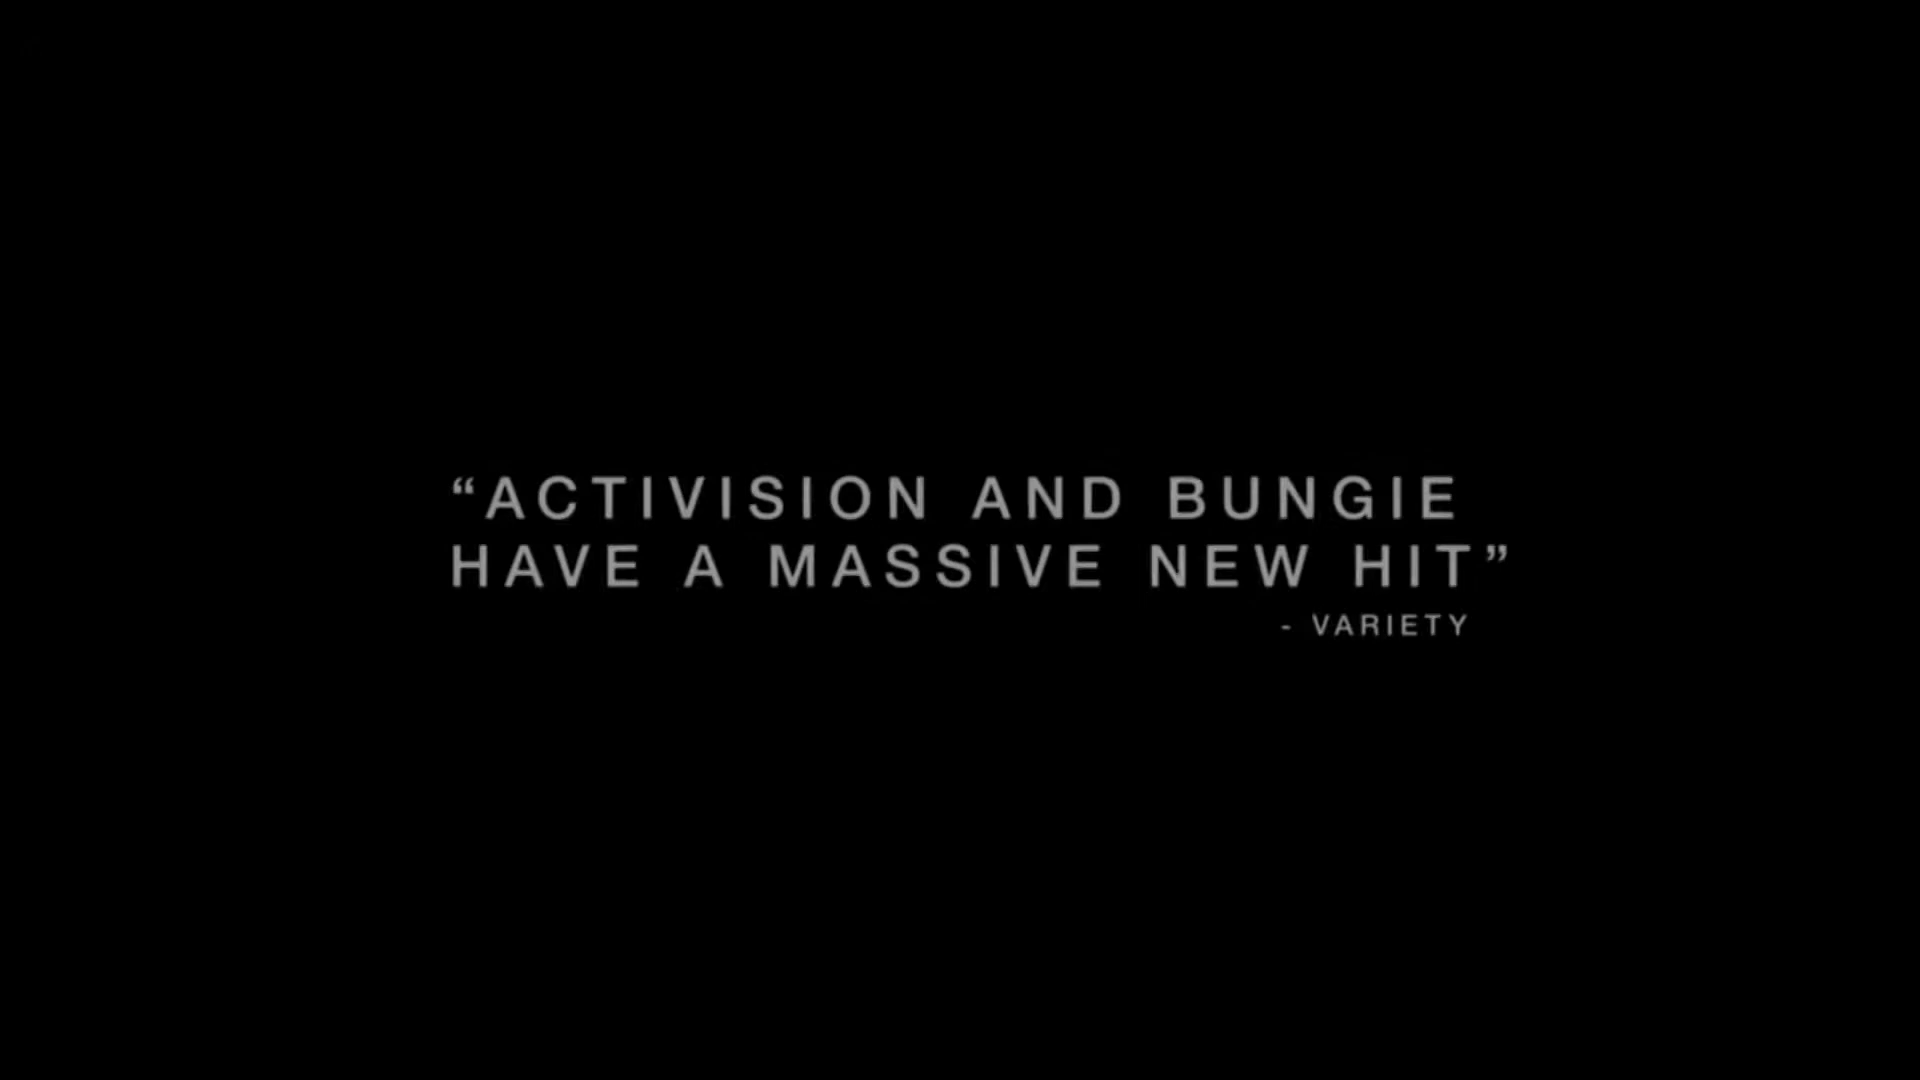 “ACTIVISION AND BUNGIE
HAVE A MASSIVE NEW HIT”
- VARIETY